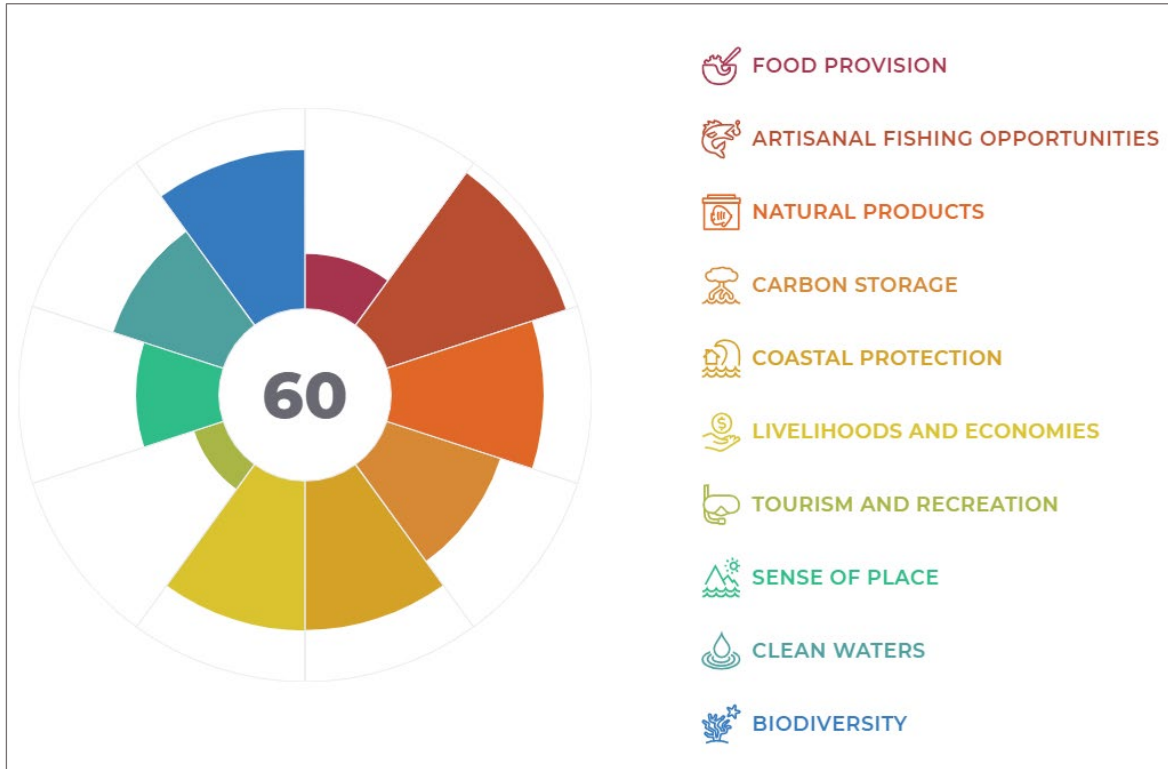 60
FOOD PROVISION
ARTISANAL FISHING OPPORTUNITIES
NATURAL PRODUCTS
CARBON STORAGE
COASTAL PROTECTION
$
LIVELIHOODS AND ECONOMIES
TOURISM AND RECREATION
SENSE OF PLACE
CLEAN WATERS
BIODIVERSITY